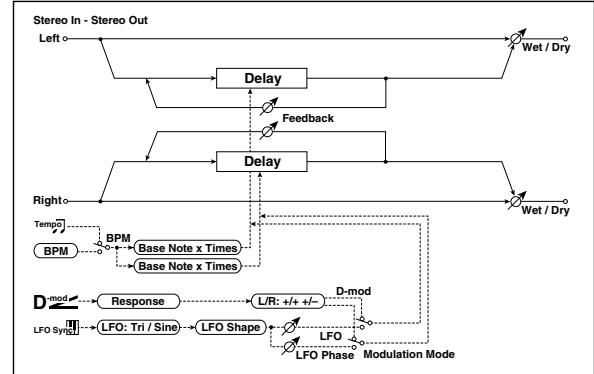 Stereo In - Stereo Out
Left
Wet / Dry
Delay
Feedback
Delay
Right
Wet / Dry
Tempo
BPM
BPM
Base Note x Times
Base Note x Times
D-mod
D-mod
Response
L/R: +/+ +/–
LFO Sync
LFO: Tri / Sine
LFO Shape
LFO
LFO Phase
Modulation Mode